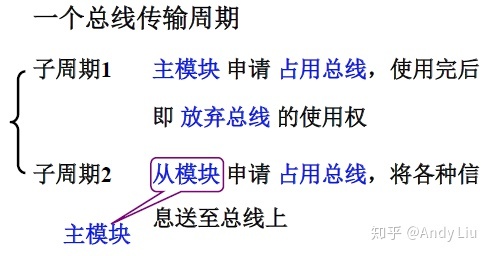 一个总线传输周期
子周期1 主模块 申请 占用总线，使用完后
即 放弃总线 的使用权
子周期2 从模块 申请 占用总线，将各种信
息送至总线上
主模块
知乎 @Andy Liu